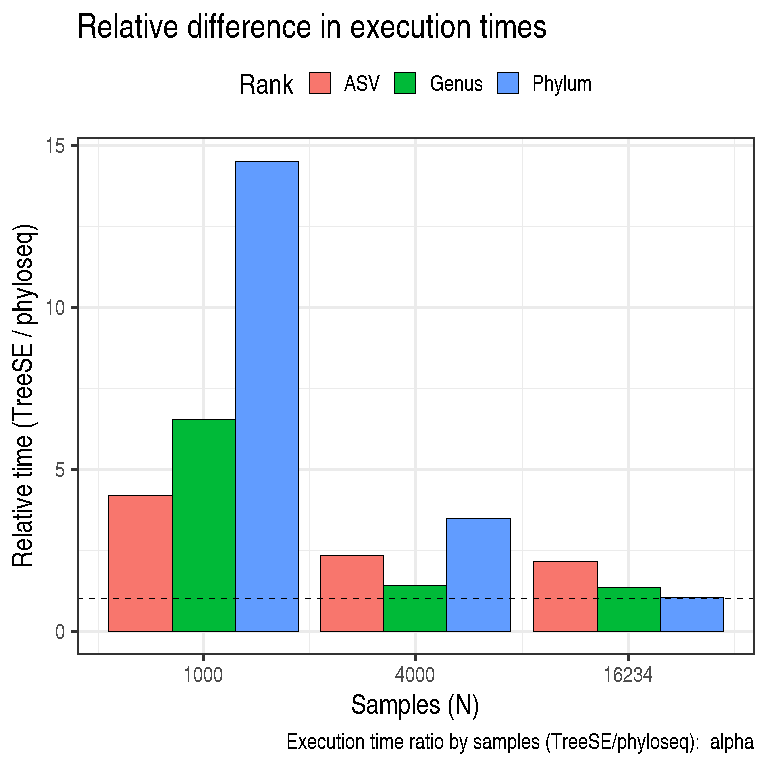 Relative difference in execution times
Rank ASV Genus Phylum
Relative time (TreeSE / phyloseq)
15
10
5
0
1000 4000 16234
Samples (N)
Execution time ratio by samples (TreeSE/phyloseq):  alpha